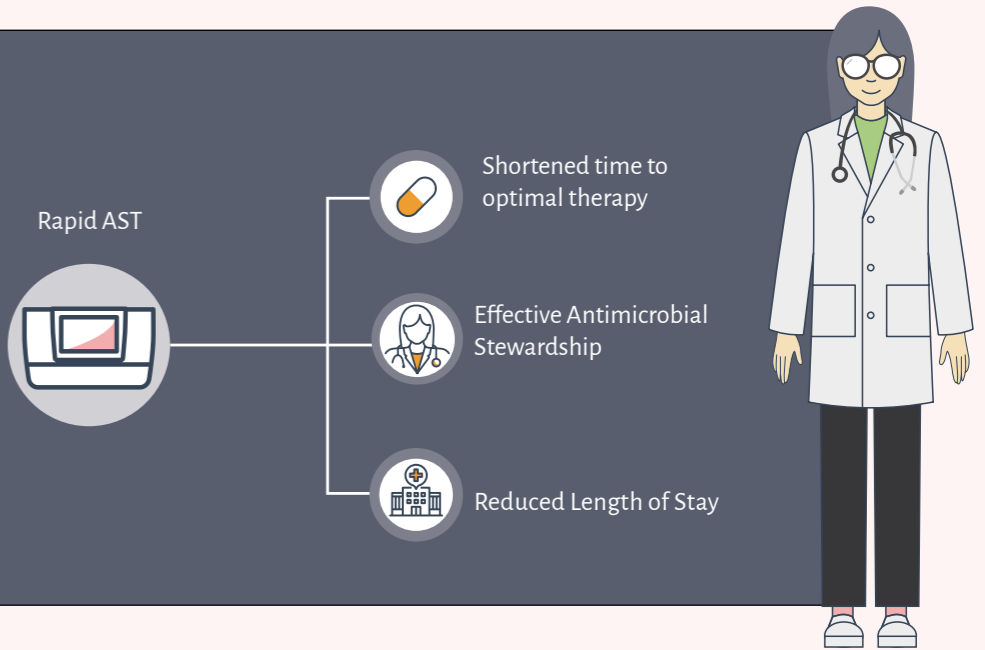 Rapid AST
Shortened time to
optimal therapy
Effective Antimicrobial
Stewardship
Reduced Length of Stay